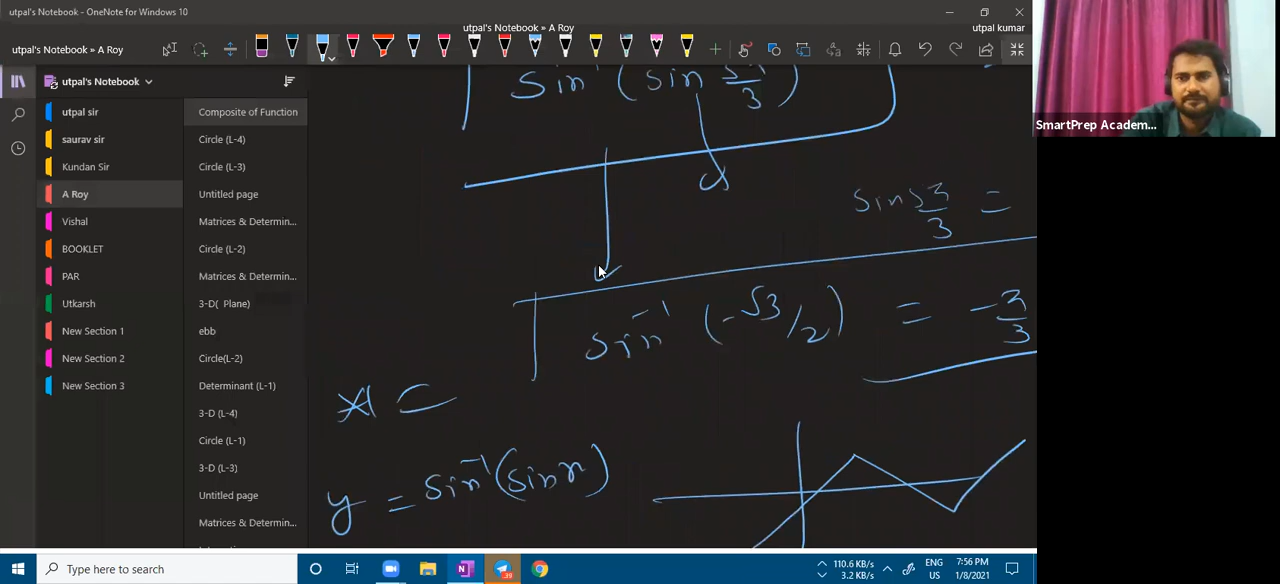 utpal's Notebook - OneNote for Windows 10
utpal's Notebook » A Roy
utpal kumar
utpal's Notebook » A Roy
utpal's Notebook
utpal sir
saurav sir
Kundan Sir
A Roy
Vishal
BOOKLET
PAR
Utkarsh
New Section 1
New Section 2
New Section 3
Composite of Function
Circle (L-4)
Circle (L-3)
Untitled page
Matrices & Determin...
Circle (L-2)
Matrices & Determin...
3-D( Plane)
ebb
Circle(L-2)
Determinant (L-1)
3-D (L-4)
Circle (L-1)
3-D (L-3)
Untitled page
Matrices & Determin...
SmartPrep Academ...
sin⁻¹ (sin 5π/3)
sin 5π/3 =
sin⁻¹ (-√3/2) = -π/3
y = sin⁻¹(sin x)
Type here to search
39
110.6 KB/s
3.2 KB/s
ENG
US
7:56 PM
1/8/2021